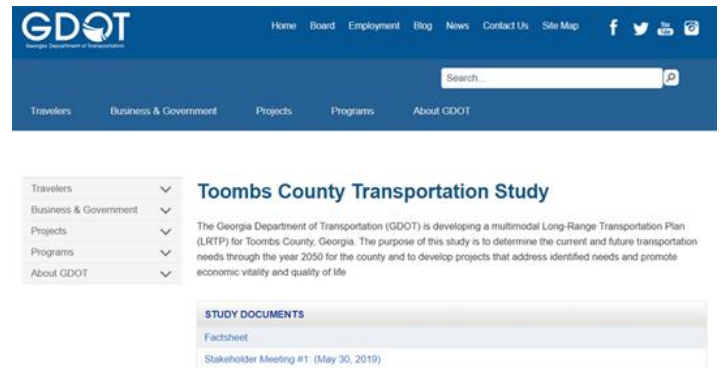 GDOT
Georgia Department of Transportation
Home Board Employment Blog News Contact Us Site Map
You Tube
Search...
Travelers Business & Government Projects Programs About GDOT
Travelers
Business & Government
Projects
Programs
About GDOT
Toombs County Transportation Study
The Georgia Department of Transportation (GDOT) is developing a multimodal Long-Range Transportation Plan
(LRTP) for Toombs County, Georgia. The purpose of this study is to determine the current and future transportation
needs through the year 2050 for the county and to develop projects that address identified needs and promote
economic vitality and quality of life
STUDY DOCUMENTS
Factsheet
Stakeholder Meeting #1: (May 30, 2019)